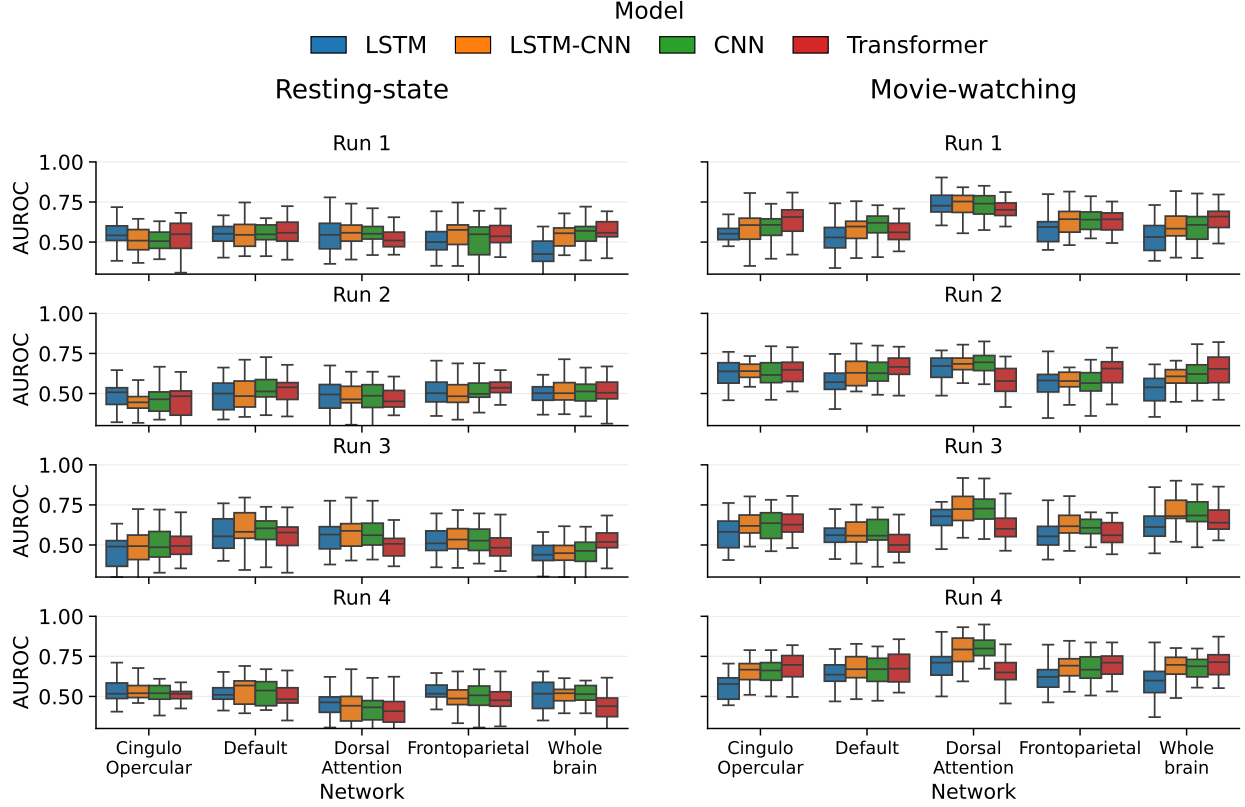 Model
LSTM LSTM-CNN CNN Transformer
Resting-state Movie-watching
Run 1 Run 1
1.00
0.75
0.50
AUROC
Run 2 Run 2
1.00
0.75
0.50
AUROC
Run 3 Run 3
1.00
0.75
0.50
AUROC
Run 4 Run 4
1.00
0.75
0.50
AUROC
Cingulo Default Dorsal Frontoparietal Whole Cingulo Default Dorsal Frontoparietal Whole
Opercular Attention brain Opercular Attention brain
Network Network